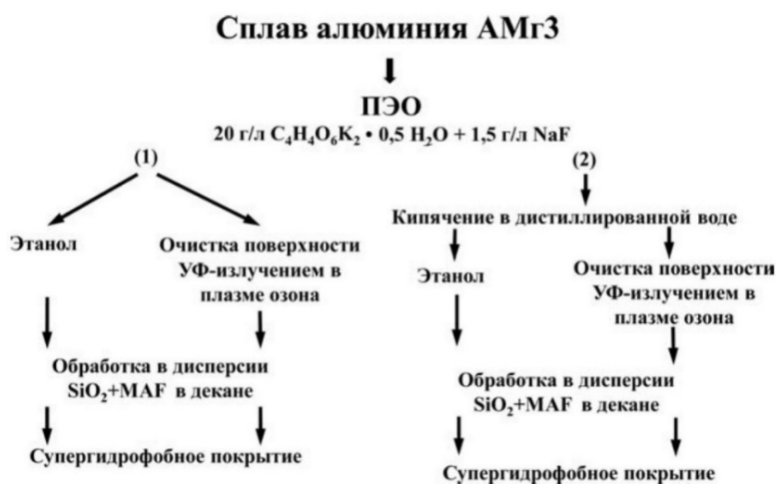 Сплав алюминия АМг3
ПЭО
20 г/л C₄H₄O₆K₂ • 0,5 H₂O + 1,5 г/л NaF
(1)
Этанол
Очистка поверхности
УФ-излучением в
плазме озона
Обработка в дисперсии
SiO₂+MAF в декане
Супергидрофобное покрытие
(2)
Кипячение в дистиллированной воде
Этанол
Очистка поверхности
УФ-излучением в
плазме озона
Обработка в дисперсии
SiO₂+MAF в декане
Супергидрофобное покрытие